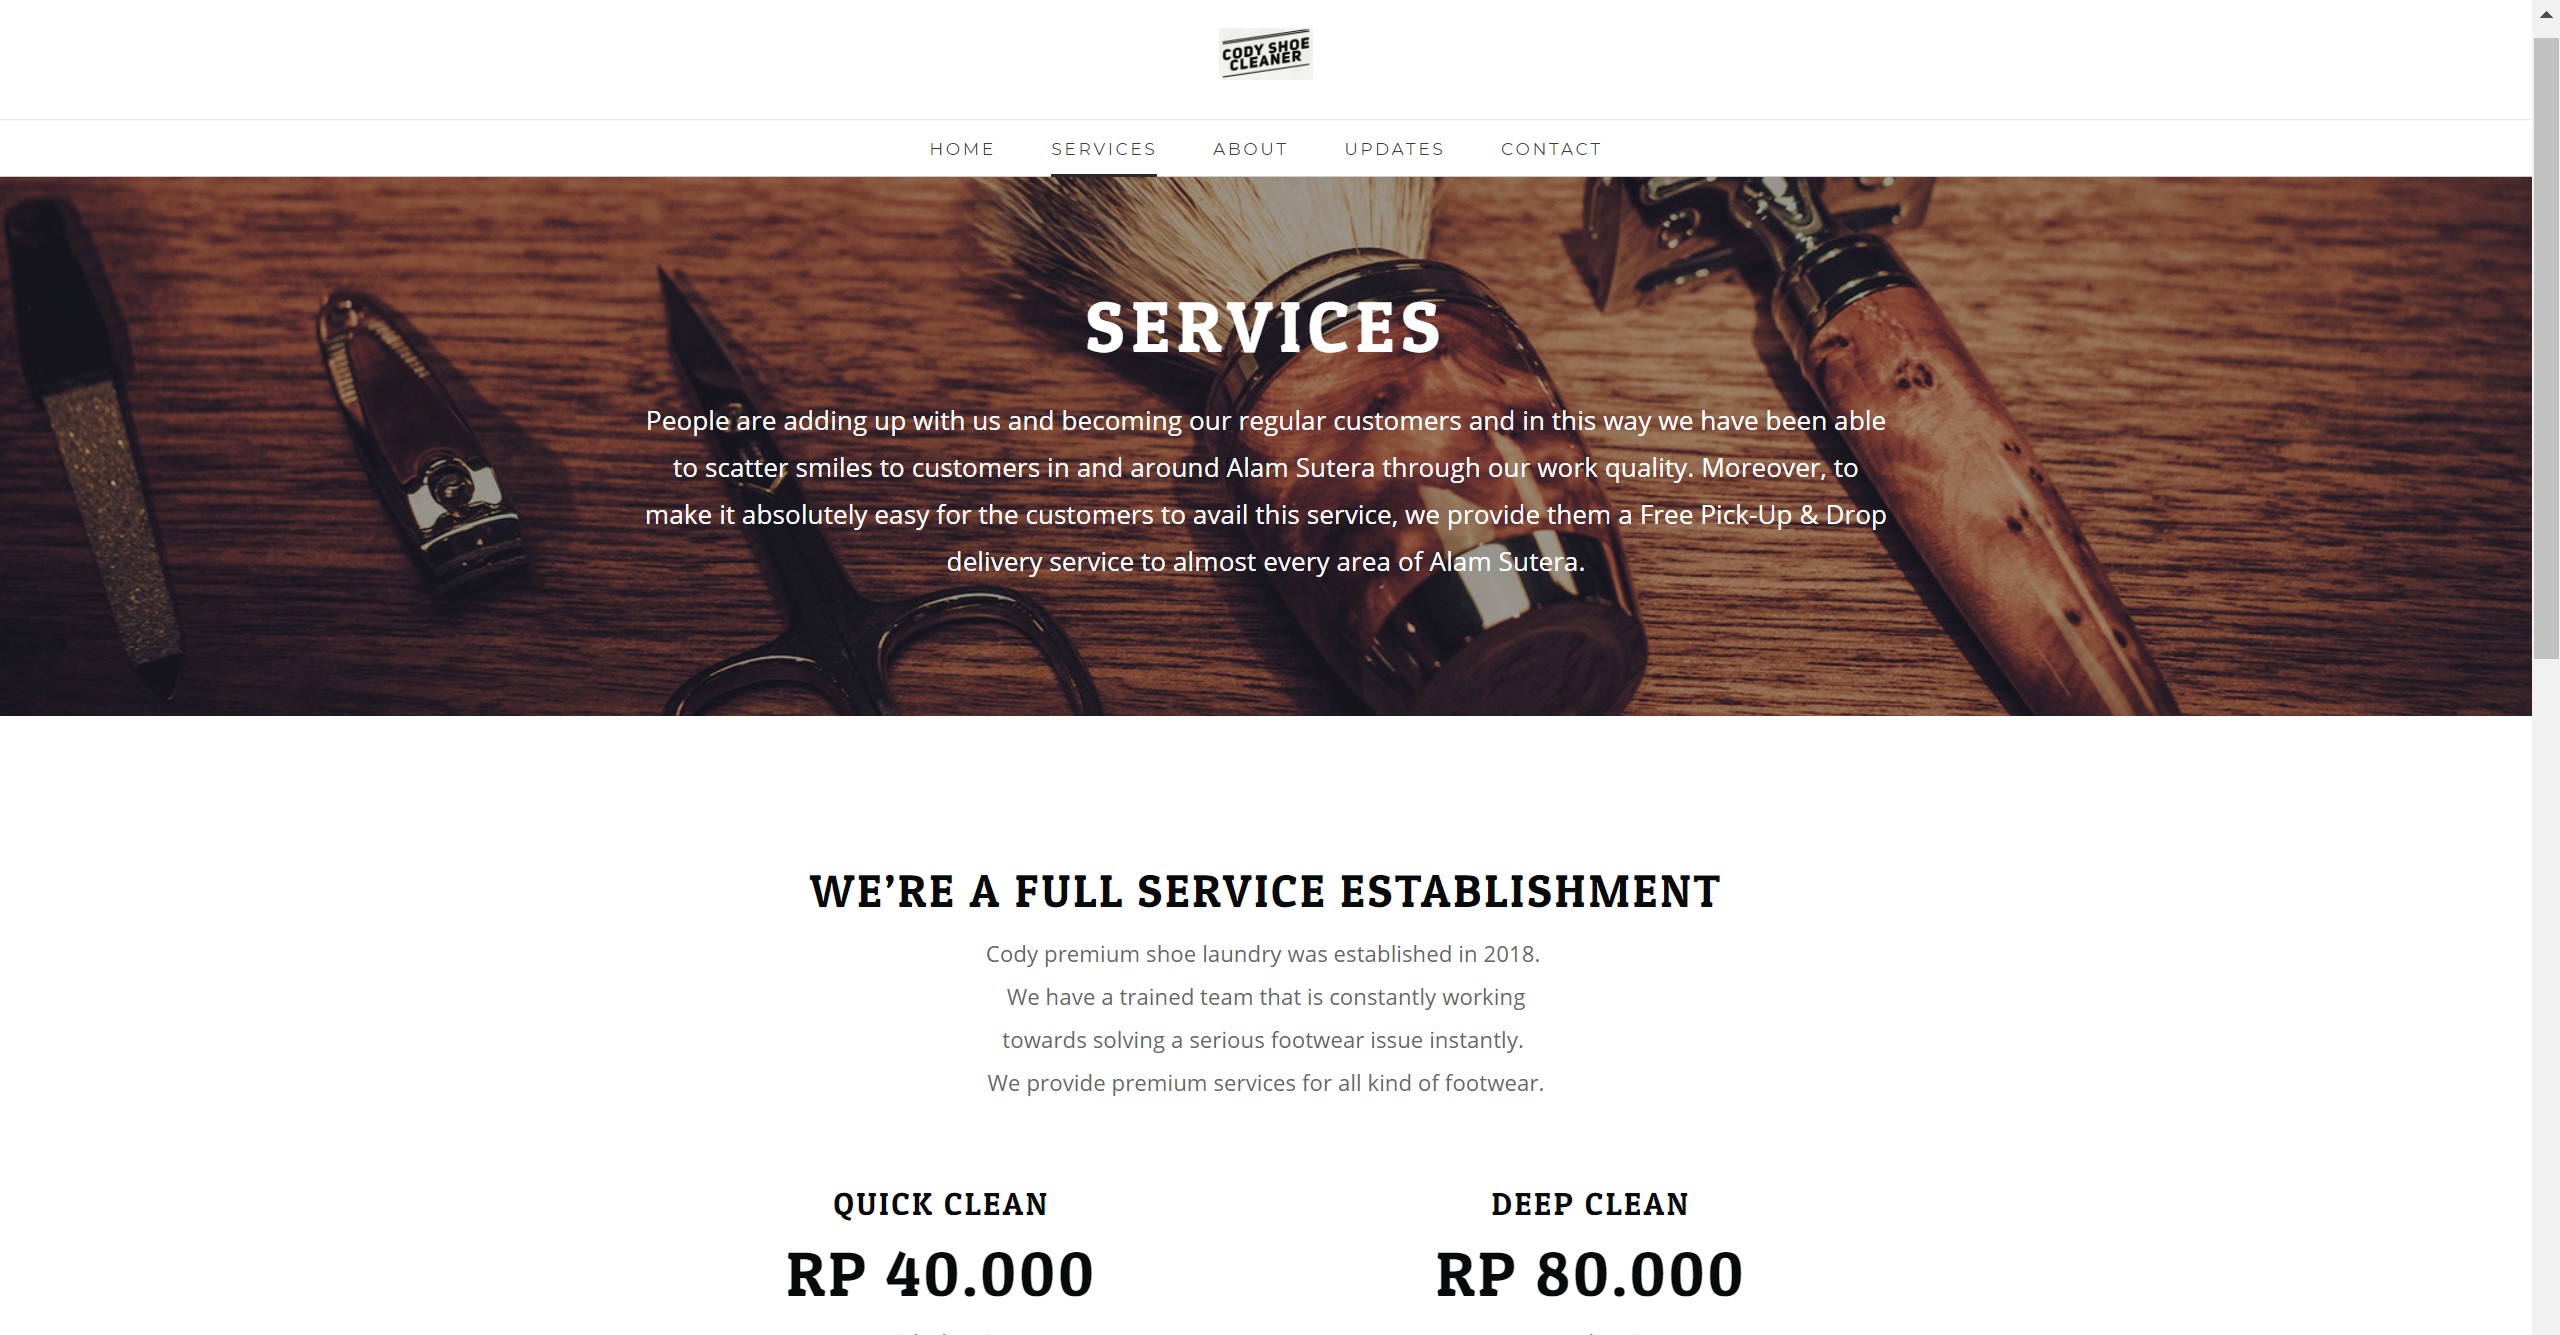 CODY SHOE
CLEANER
HOME SERVICES ABOUT UPDATES CONTACT
SERVICES
People are adding up with us and becoming our regular customers and in this way we have been able
to scatter smiles to customers in and around Alam Sutera through our work quality. Moreover, to
make it absolutely easy for the customers to avail this service, we provide them a Free Pick-Up & Drop
delivery service to almost every area of Alam Sutera.
WE’RE A FULL SERVICE ESTABLISHMENT
Cody premium shoe laundry was established in 2018.
We have a trained team that is constantly working
towards solving a serious footwear issue instantly.
We provide premium services for all kind of footwear.
QUICK CLEAN
RP 40.000
DEEP CLEAN
RP 80.000